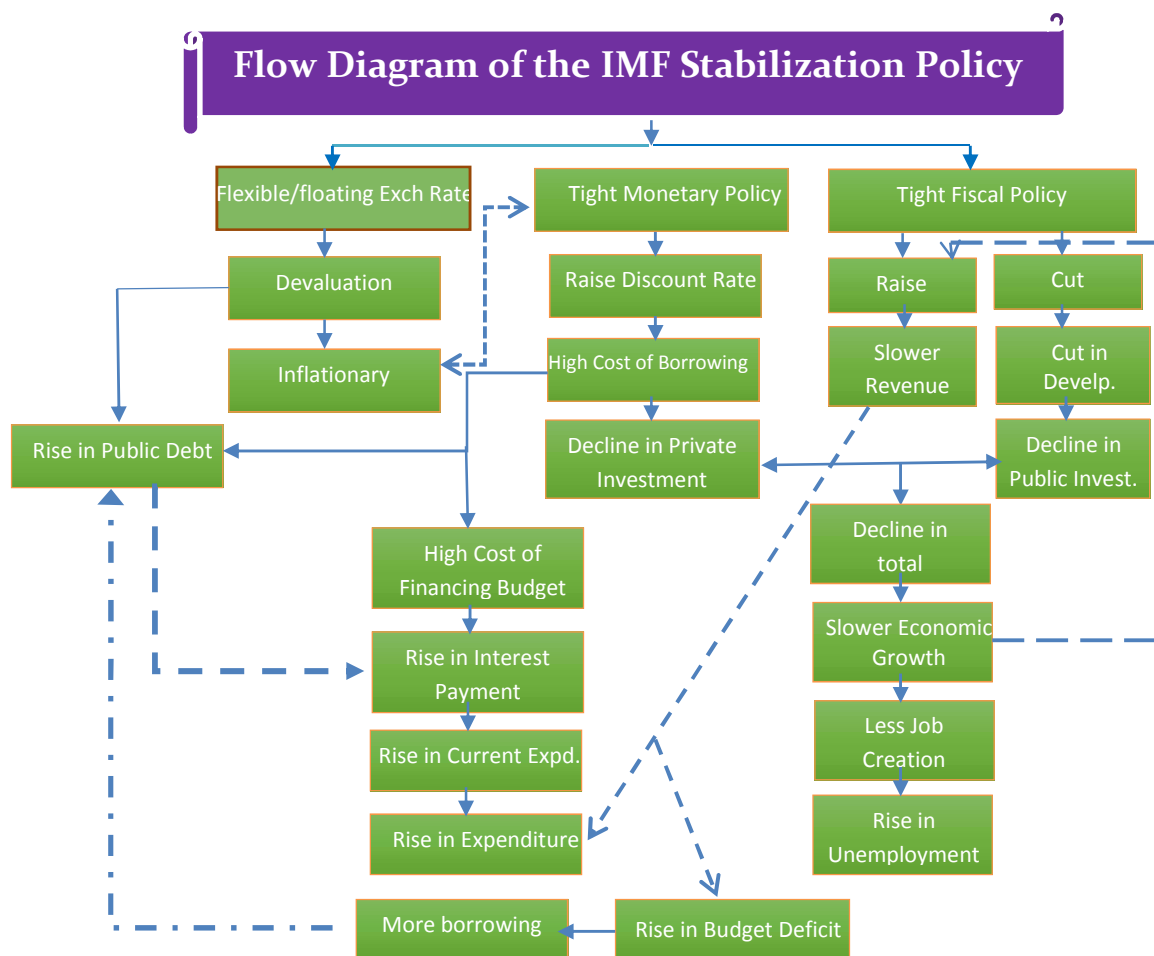 Flow Diagram of the IMF Stabilization Policy
Flexible/floating Exch Rate
Tight Monetary Policy
Tight Fiscal Policy
Devaluation
Raise Discount Rate
Raise
Cut
Inflationary
High Cost of Borrowing
Slower
Revenue
Cut in
Develp.
Rise in Public Debt
Decline in Private
Investment
Decline in
Public Invest.
High Cost of
Financing Budget
Decline in
total
Rise in Interest
Payment
Slower Economic
Growth
Rise in Current Expd.
Less Job
Creation
Rise in Expenditure
Rise in
Unemployment
More borrowing
Rise in Budget Deficit